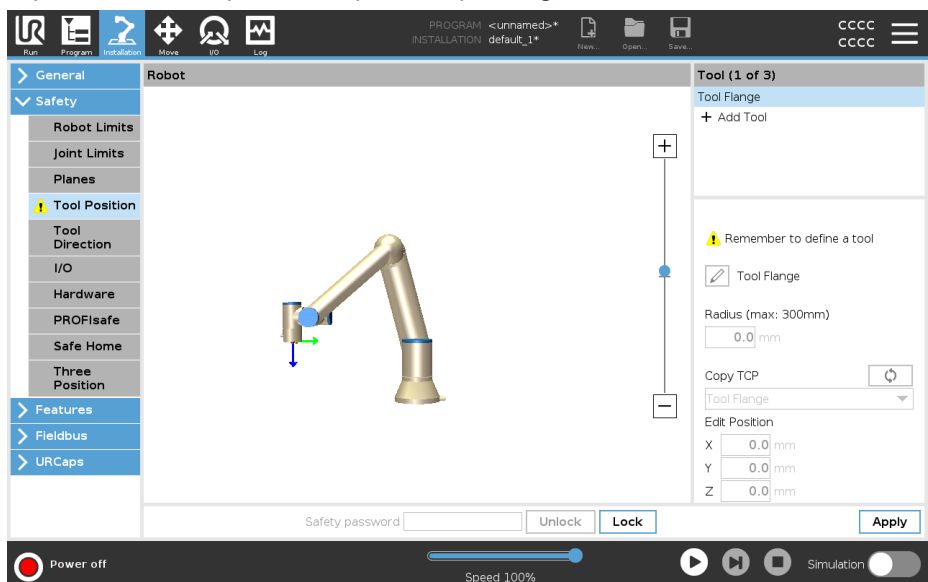 PROGRAM <unnamed>*
INSTALLATION default_1*
UR
Run
Program
Installation
Move
I/O
Log
New...
Open...
Save...
CCCC
CCCC
General
Safety
Robot Limits
Joint Limits
Planes
Tool Position
Tool
Direction
I/O
Hardware
PROFIsafe
Safe Home
Three
Position
Features
Fieldbus
URCaps
Robot
Safety password
Unlock
Lock
Tool (1 of 3)
Tool Flange
+ Add Tool
Remember to define a tool
Tool Flange
Radius (max: 300mm)
0.0 mm
Copy TCP
Tool Flange
Edit Position
X 0.0 mm
Y 0.0 mm
Z 0.0 mm
Apply
Power off
Speed 100%
Simulation